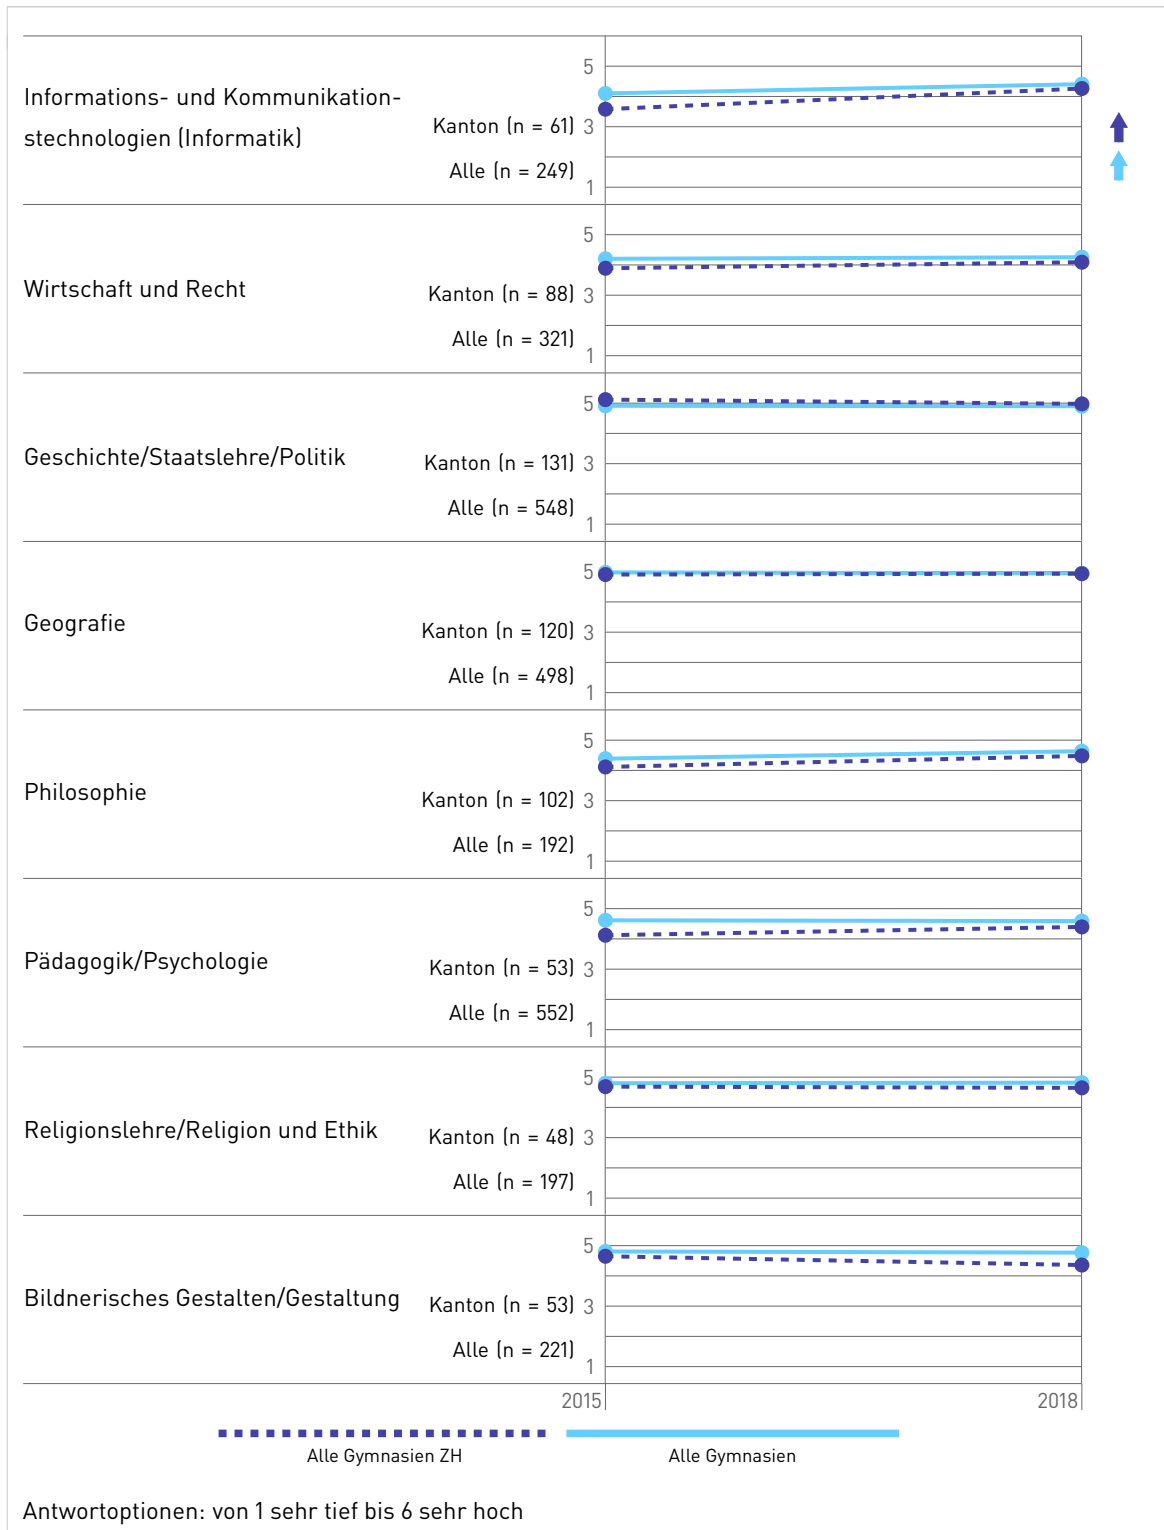 Informations- und Kommunikation-
stechnologien (Informatik)
5
Kanton (n = 61) 3
Alle (n = 249)
1
Wirtschaft und Recht
5
Kanton (n = 88) 3
Alle (n = 321)
1
Geschichte/Staatslehre/Politik
5
Kanton (n = 131) 3
Alle (n = 548)
1
Geografie
5
Kanton (n = 120) 3
Alle (n = 498)
1
Philosophie
5
Kanton (n = 102) 3
Alle (n = 192)
1
Pädagogik/Psychologie
5
Kanton (n = 53) 3
Alle (n = 552)
1
Religionslehre/Religion und Ethik
5
Kanton (n = 48) 3
Alle (n = 197)
1
Bildnerisches Gestalten/Gestaltung
5
Kanton (n = 53) 3
Alle (n = 221)
1
2015 2018
Alle Gymnasien ZH Alle Gymnasien
Antwortoptionen: von 1 sehr tief bis 6 sehr hoch